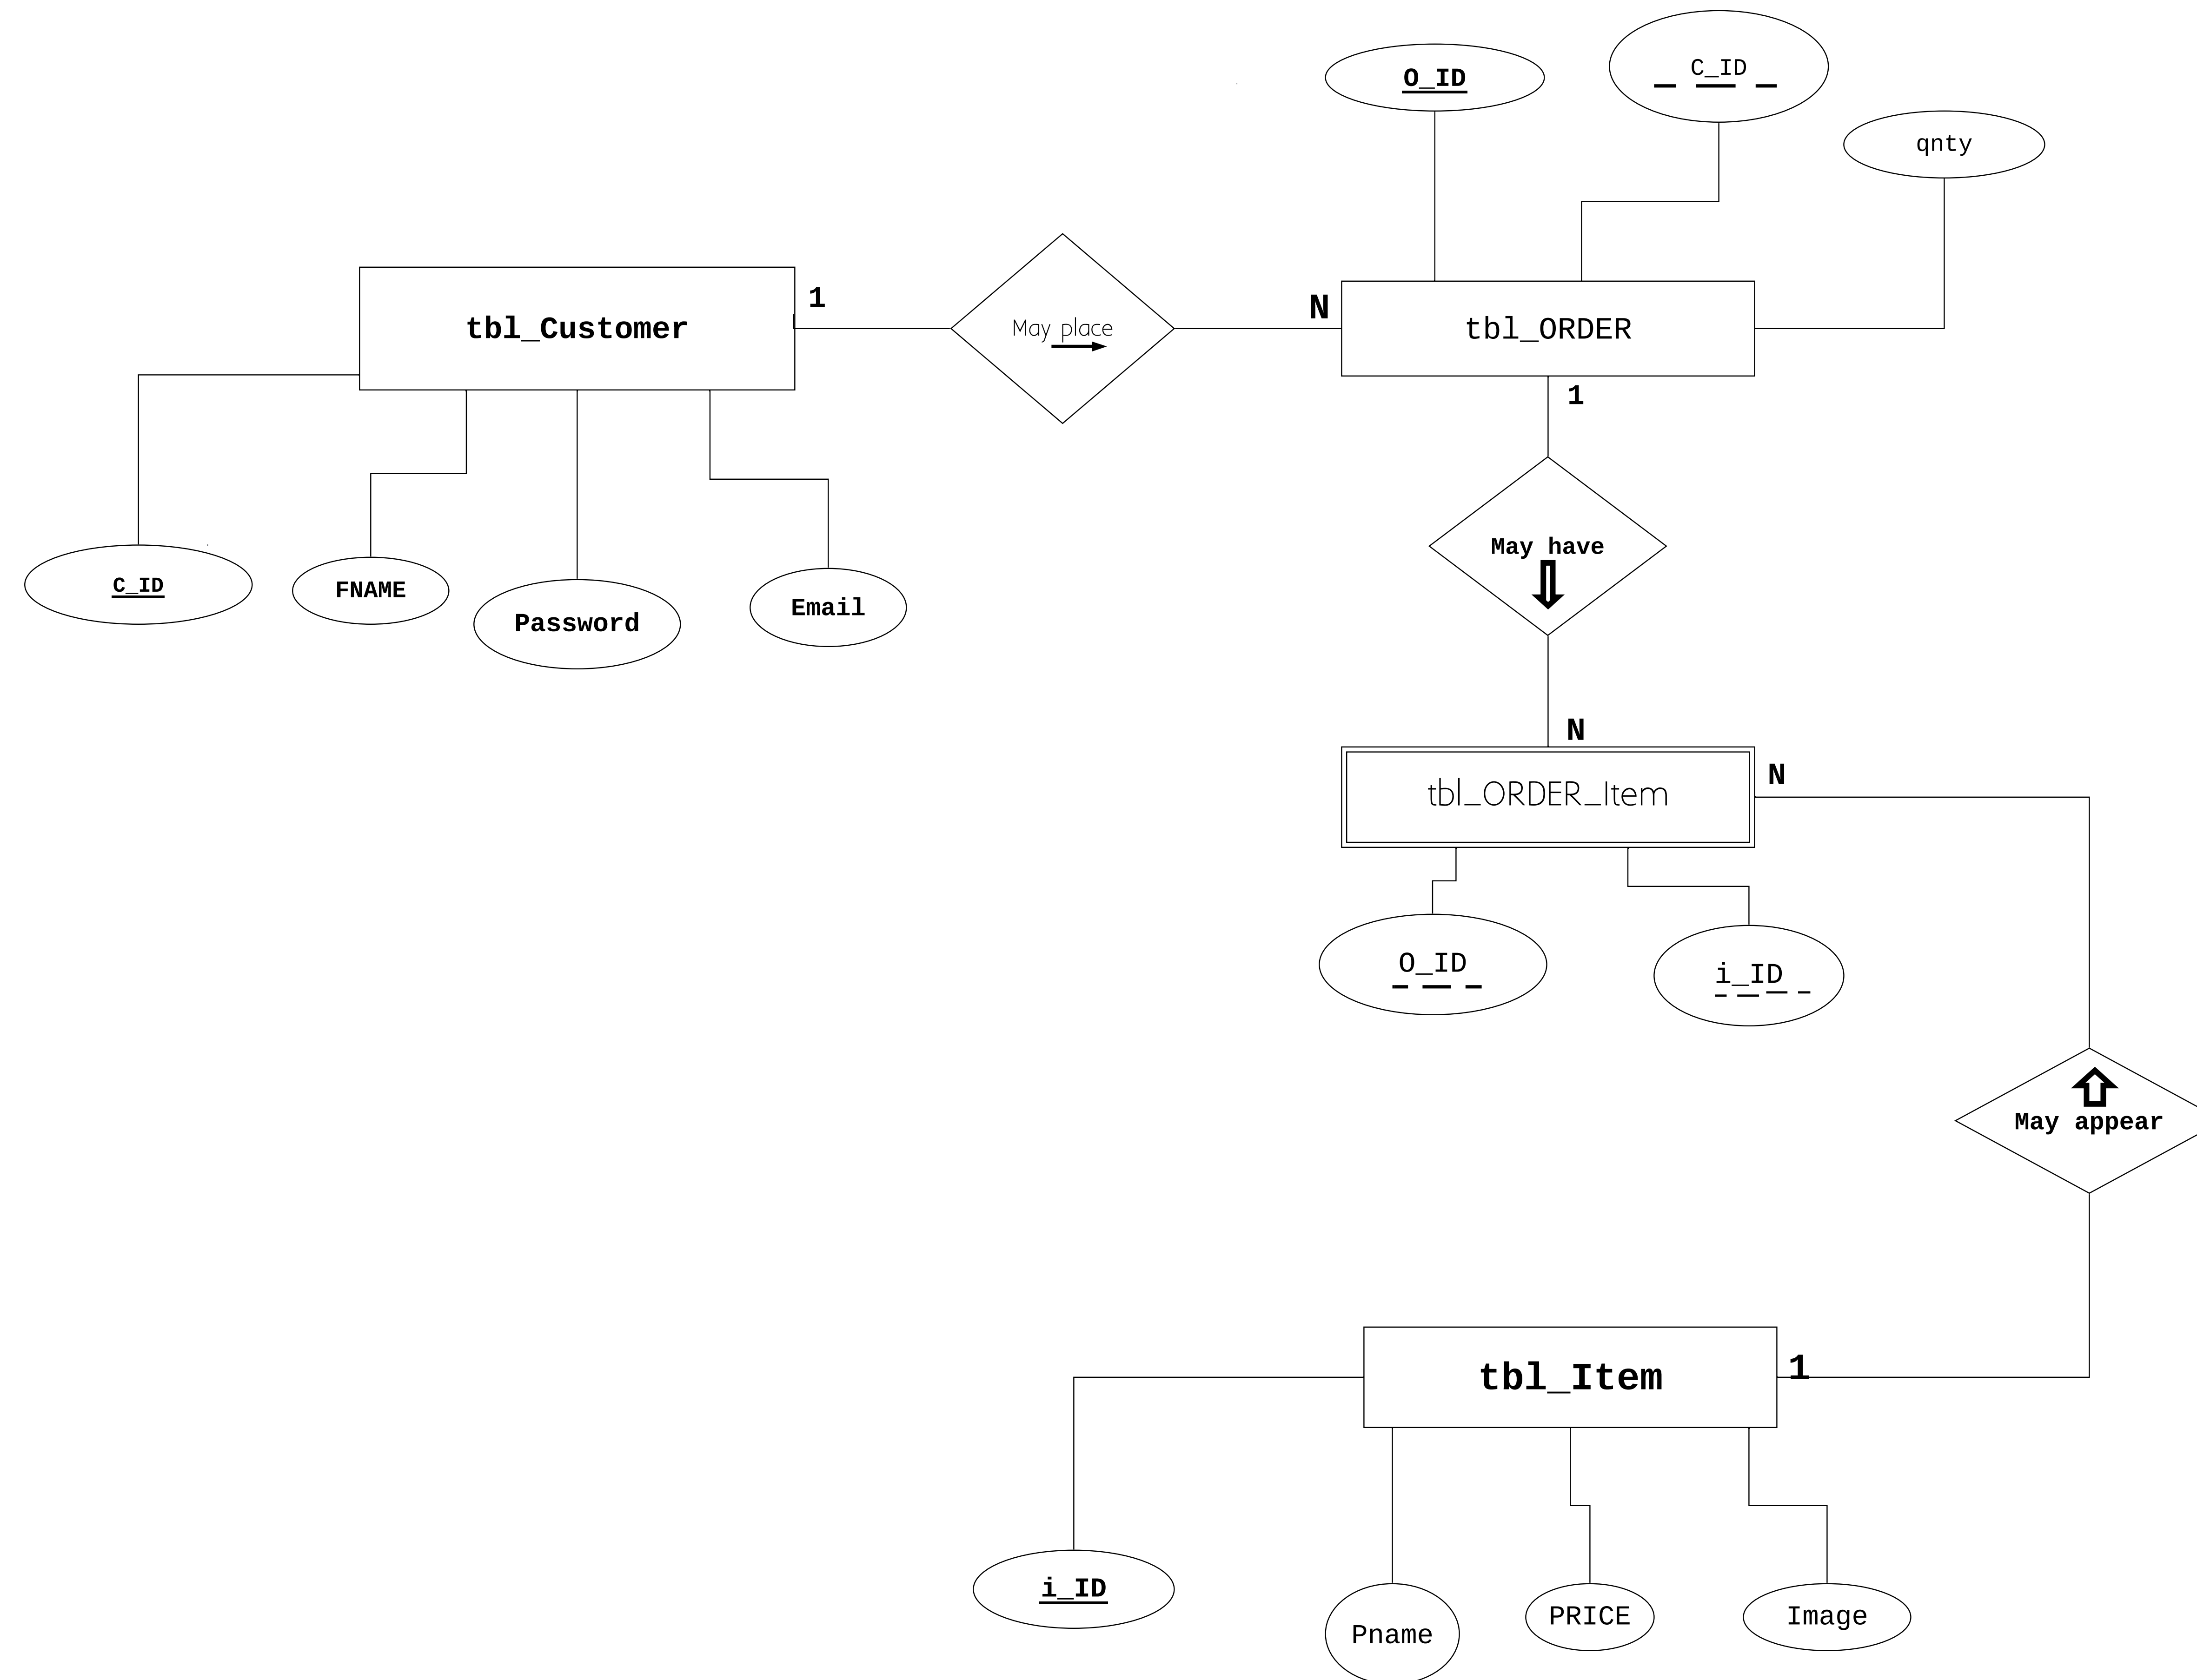 O_ID
C_ID
qnty
tbl_Customer
1
May place
N
tbl_ORDER
1
May have
C_ID
FNAME
Password
Email
N
tbl_ORDER_Item
N
O_ID
i_ID
May appear
tbl_Item
1
i_ID
Pname
PRICE
Image